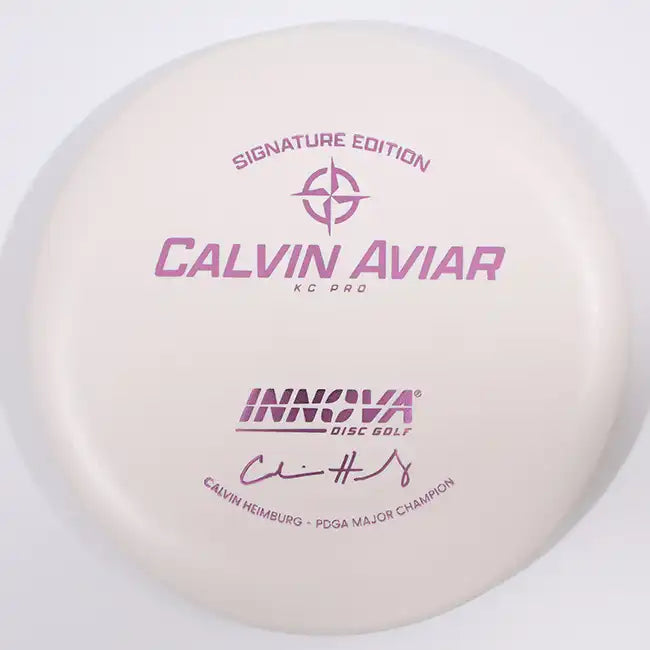 SIGNATURE EDITION
CALVIN AVIAR
KC PRO
INNOVA®
DISC GOLF
CALVIN HEIMBURG - PDGA MAJOR CHAMPION